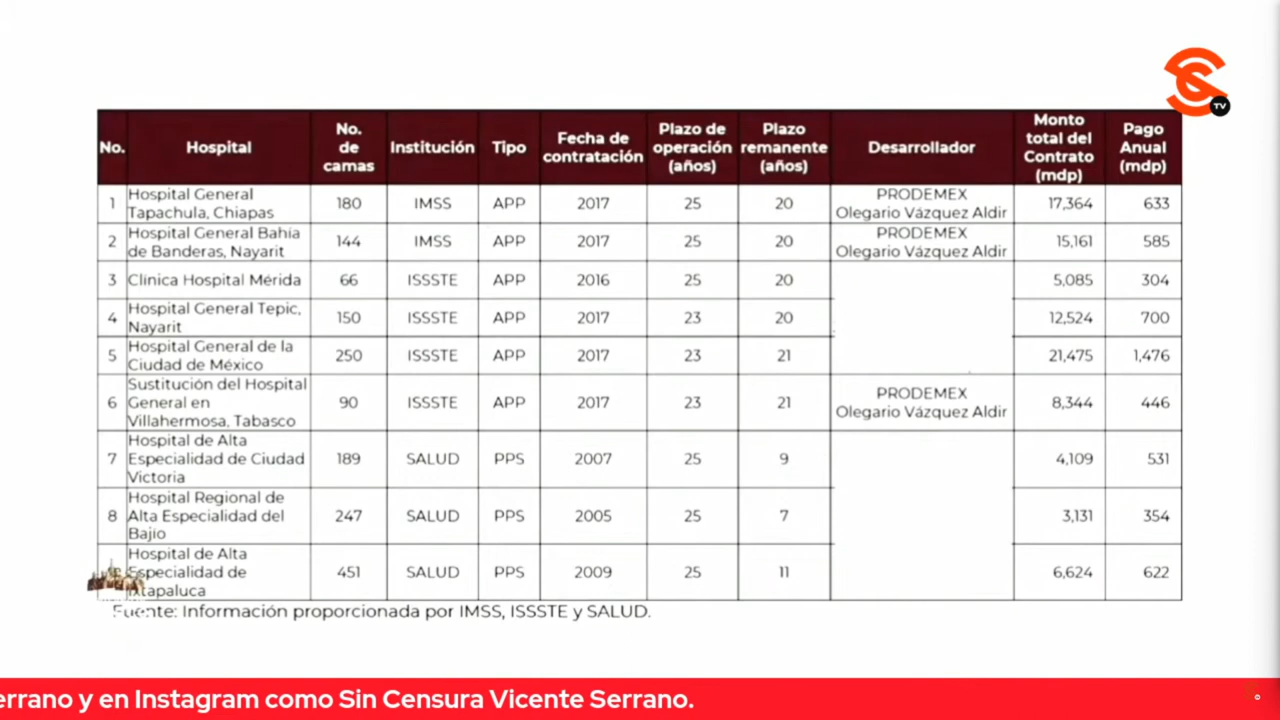 TV
No. Hospital No. de camas Institución Tipo Fecha de contratación Plazo de operación (años) Plazo remanente (años) Desarrollador Monto total del Contrato (mdp) Pago Anual (mdp)
1 Hospital General Tapachula, Chiapas 180 IMSS APP 2017 25 20 PRODEMEX Olegario Vázquez Aldir 17,364 633
2 Hospital General Bahía de Banderas, Nayarit 144 IMSS APP 2017 25 20 PRODEMEX Olegario Vázquez Aldir 15,161 585
3 Clínica Hospital Mérida 66 ISSSTE APP 2016 25 20 5,085 304
4 Hospital General Tepic, Nayarit 150 ISSSTE APP 2017 23 20 12,524 700
5 Hospital General de la Ciudad de México 250 ISSSTE APP 2017 23 21 21,475 1,476
6 Sustitución del Hospital General en Villahermosa, Tabasco 90 ISSSTE APP 2017 23 21 PRODEMEX Olegario Vázquez Aldir 8,344 446
7 Hospital de Alta Especialidad de Ciudad Victoria 189 SALUD PPS 2007 25 9 4,109 531
8 Hospital Regional de Alta Especialidad del Bajío 247 SALUD PPS 2005 25 7 3,131 354
Hospital de Alta Especialidad de Ixtapaluca 451 SALUD PPS 2009 25 11 6,624 622
Fuente: Información proporcionada por IMSS, ISSSTE y SALUD.
errano y en Instagram como Sin Censura Vicente Serrano.